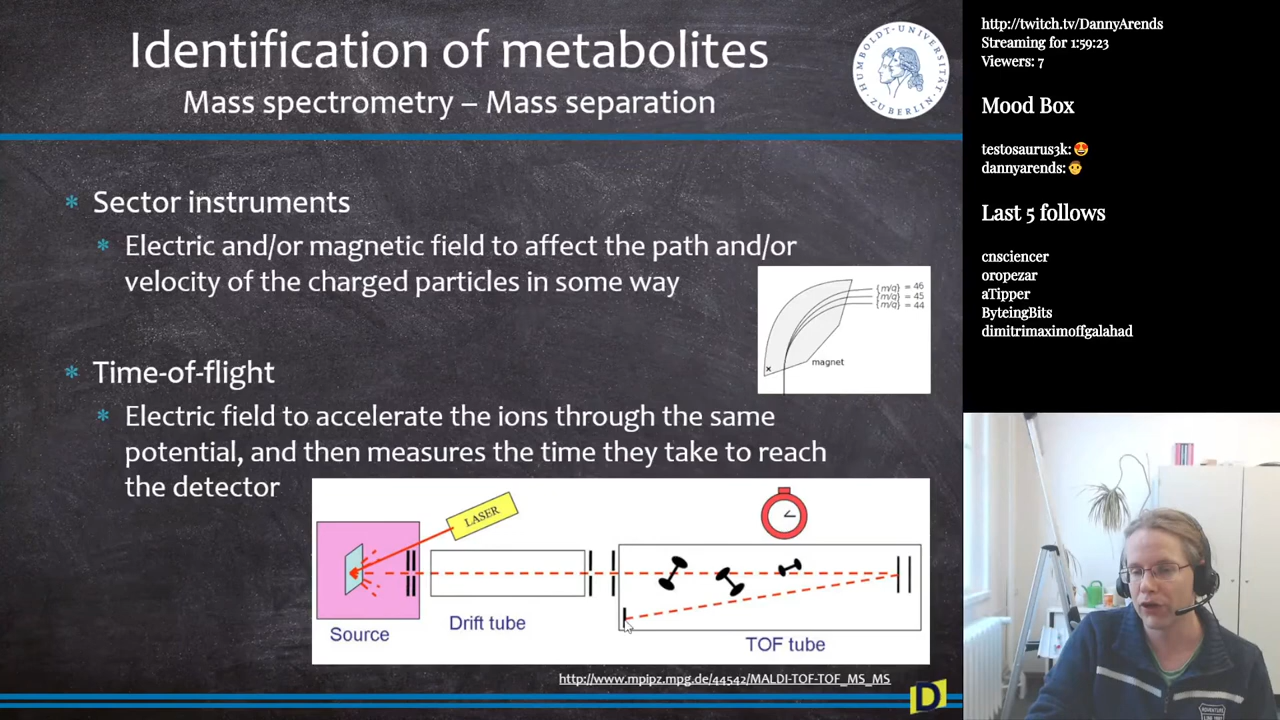 Identification of metabolites
Mass spectrometry – Mass separation
HUMBOLDT-UNIVERSITÄT ZU BERLIN
* Sector instruments
* Electric and/or magnetic field to affect the path and/or
velocity of the charged particles in some way
{m/q} = 46
{m/q} = 45
{m/q} = 44
magnet
×
* Time-of-flight
* Electric field to accelerate the ions through the same
potential, and then measures the time they take to reach
the detector
LASER
Source
Drift tube
TOF tube
http://www.mpipz.mpg.de/44542/MALDI-TOF-TOF_MS_MS
D
http://twitch.tv/DannyArends
Streaming for 1:59:23
Viewers: 7
Mood Box
testosaurus3k: 😍
dannyarends: 👨
Last 5 follows
cnsciencer
oropezar
aTipper
ByteingBits
dimitrimaximoffgalahad
ADVENTURE